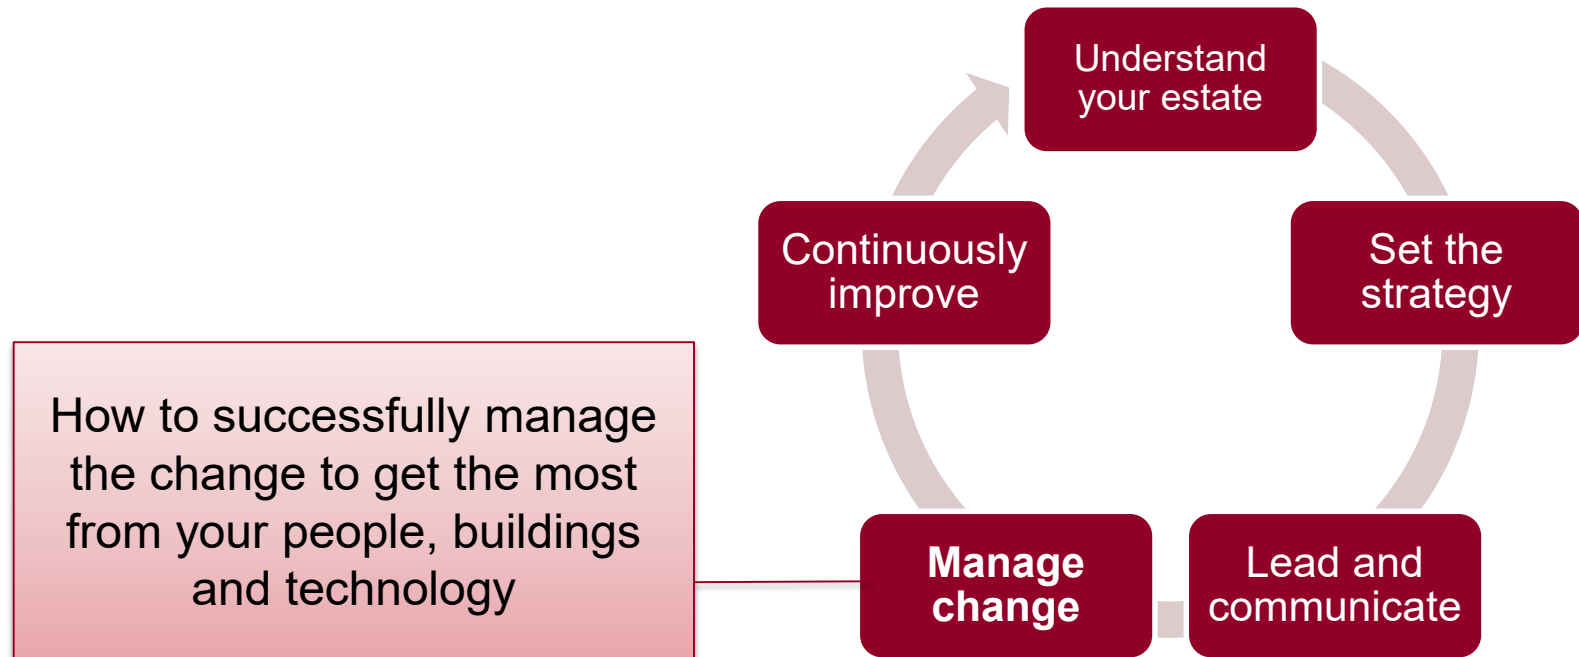 Understand
your estate
Set the
strategy
Lead and
communicate
Manage
change
Continuously
improve
How to successfully manage
the change to get the most
from your people, buildings
and technology